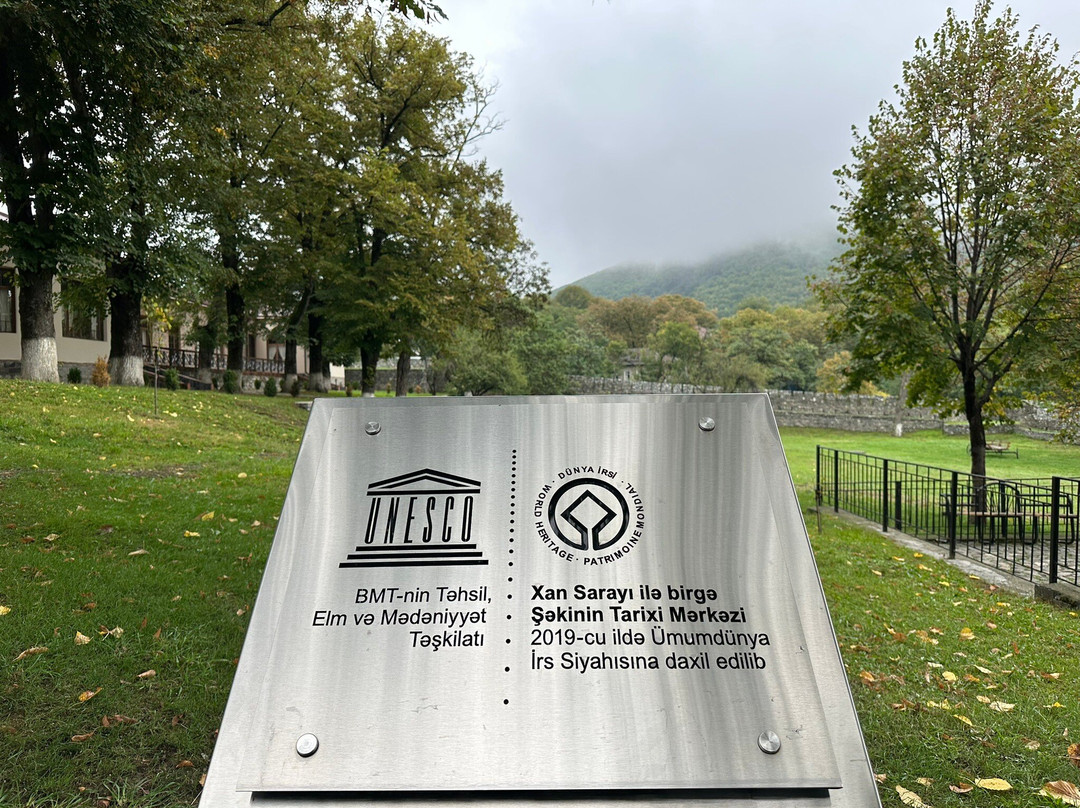 UNESCO
BMT-nin Təhsil,
Elm və Mədəniyyət
Təşkilatı
· DÜNYA İRSİ · WORLD HERITAGE · PATRIMOINE MONDIAL
Xan Sarayı ilə birgə
Şəkinin Tarixi Mərkəzi
2019-cu ildə Ümumdünya
İrs Siyahısına daxil edilib